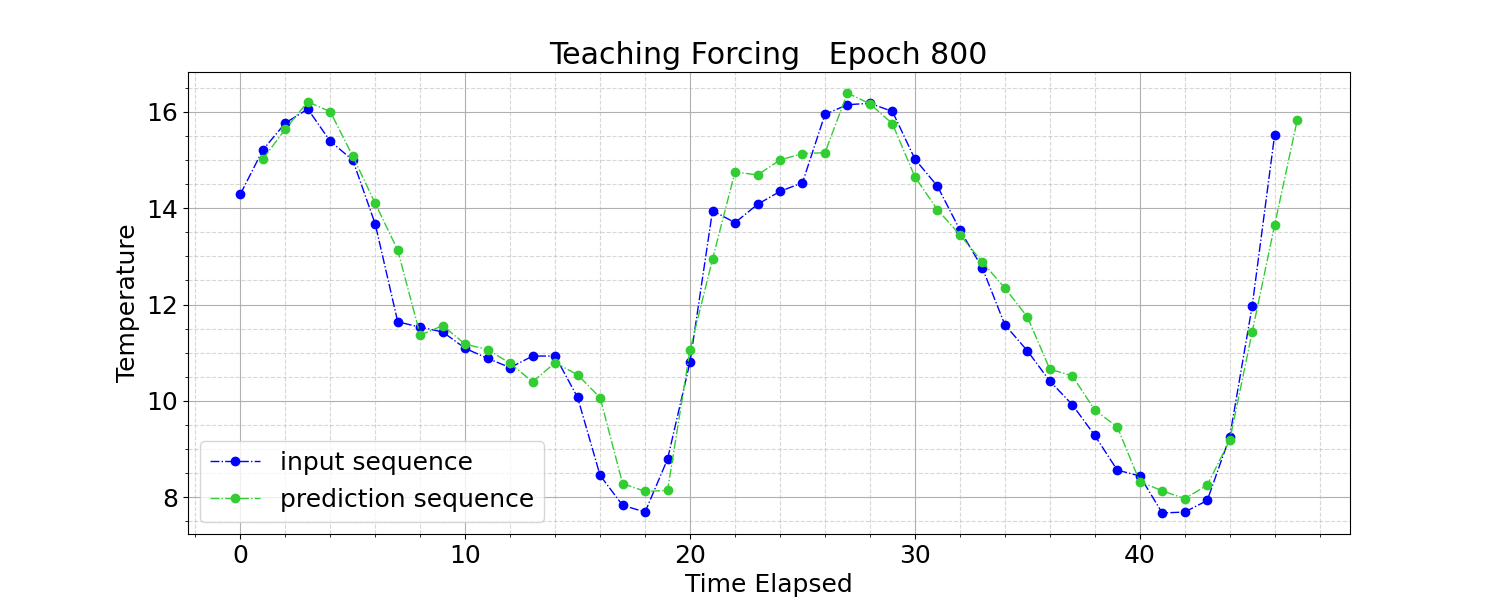 Teaching Forcing   Epoch 800
Temperature
16
14
12
10
8
input sequence
prediction sequence
0 10 20 30 40
Time Elapsed